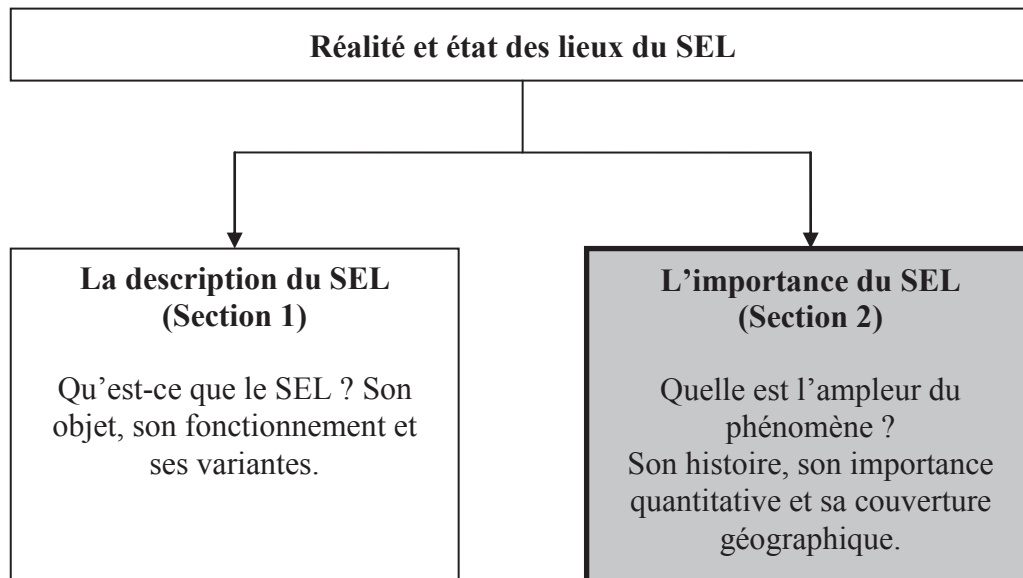 Réalité et état des lieux du SEL
La description du SEL
(Section 1)
Qu’est-ce que le SEL ? Son
objet, son fonctionnement et
ses variantes.
L’importance du SEL
(Section 2)
Quelle est l’ampleur du
phénomène ?
Son histoire, son importance
quantitative et sa couverture
géographique.